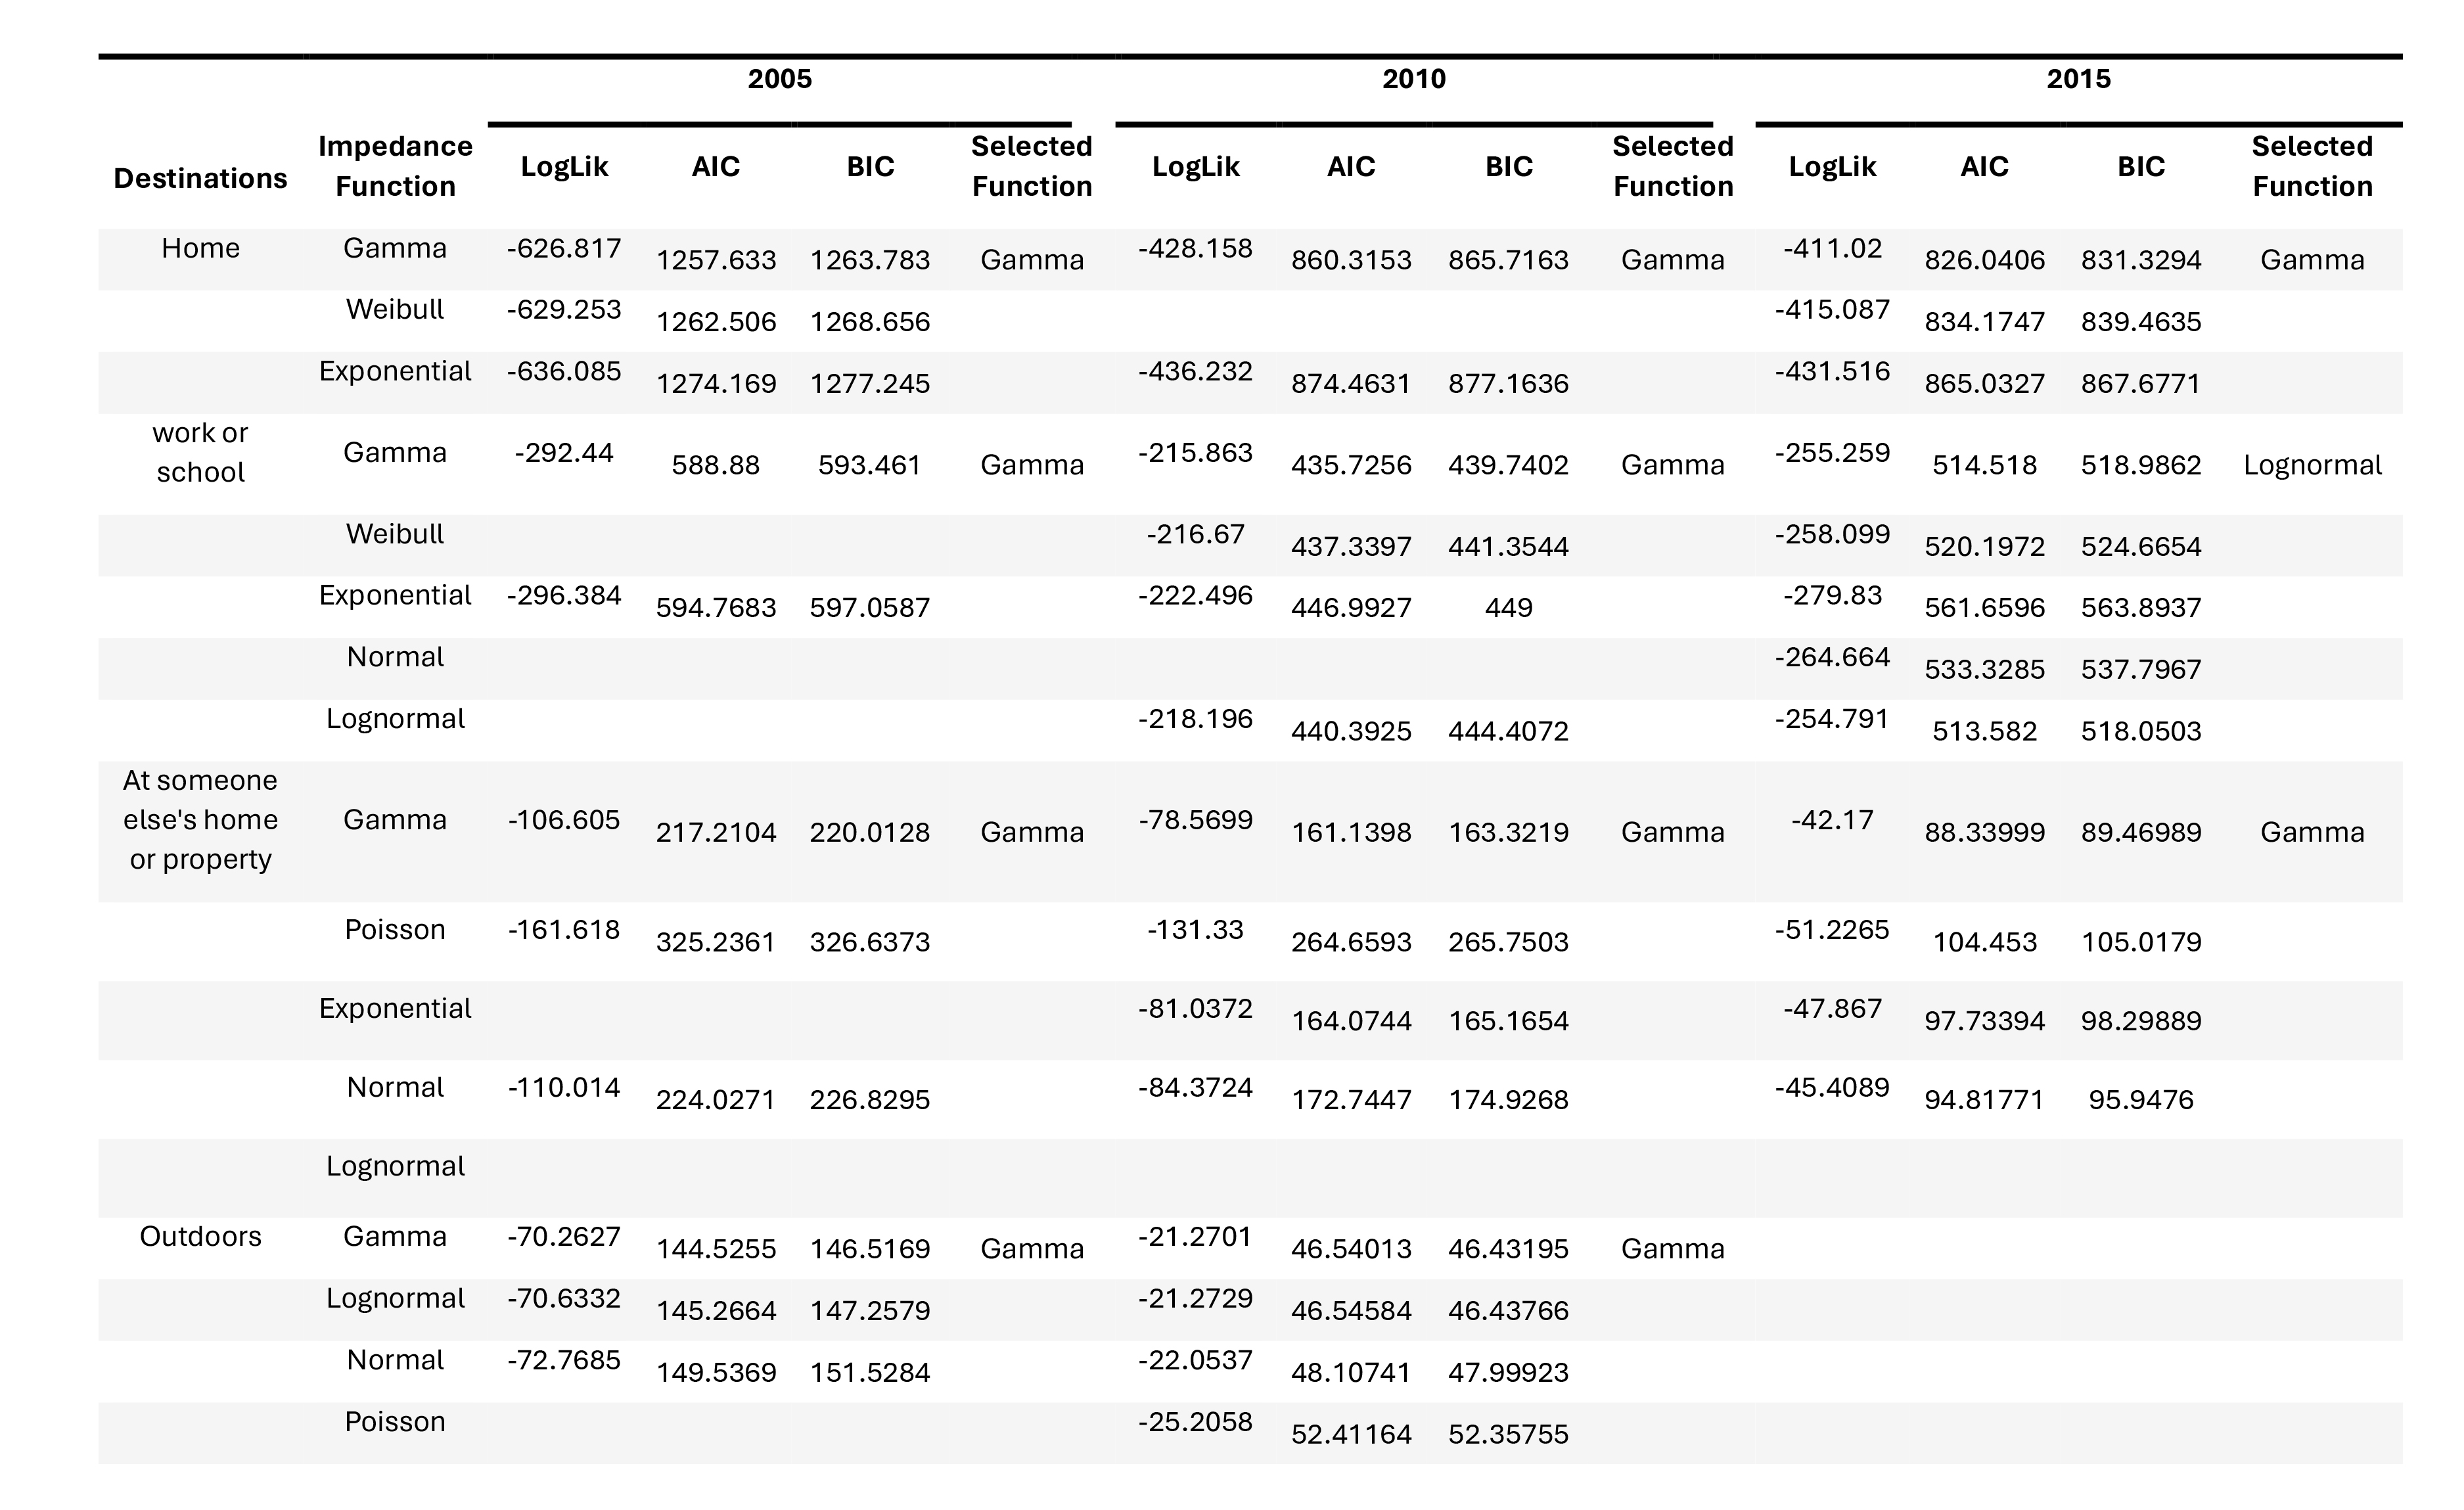 2005 2010 2015
Destinations Impedance Function LogLik AIC BIC Selected Function LogLik AIC BIC Selected Function LogLik AIC BIC Selected Function
Home Gamma -626.817 1257.633 1263.783 Gamma -428.158 860.3153 865.7163 Gamma -411.02 826.0406 831.3294 Gamma
Weibull -629.253 1262.506 1268.656 -415.087 834.1747 839.4635
Exponential -636.085 1274.169 1277.245 -436.232 874.4631 877.1636 -431.516 865.0327 867.6771
work or school Gamma -292.44 588.88 593.461 Gamma -215.863 435.7256 439.7402 Gamma -255.259 514.518 518.9862 Lognormal
Weibull -216.67 437.3397 441.3544 -258.099 520.1972 524.6654
Exponential -296.384 594.7683 597.0587 -222.496 446.9927 449 -279.83 561.6596 563.8937
Normal -264.664 533.3285 537.7967
Lognormal -218.196 440.3925 444.4072 -254.791 513.582 518.0503
At someone else's home or property Gamma -106.605 217.2104 220.0128 Gamma -78.5699 161.1398 163.3219 Gamma -42.17 88.33999 89.46989 Gamma
Poisson -161.618 325.2361 326.6373 -131.33 264.6593 265.7503 -51.2265 104.453 105.0179
Exponential -81.0372 164.0744 165.1654 -47.867 97.73394 98.29889
Normal -110.014 224.0271 226.8295 -84.3724 172.7447 174.9268 -45.4089 94.81771 95.9476
Lognormal
Outdoors Gamma -70.2627 144.5255 146.5169 Gamma -21.2701 46.54013 46.43195 Gamma
Lognormal -70.6332 145.2664 147.2579 -21.2729 46.54584 46.43766
Normal -72.7685 149.5369 151.5284 -22.0537 48.10741 47.99923
Poisson -25.2058 52.41164 52.35755